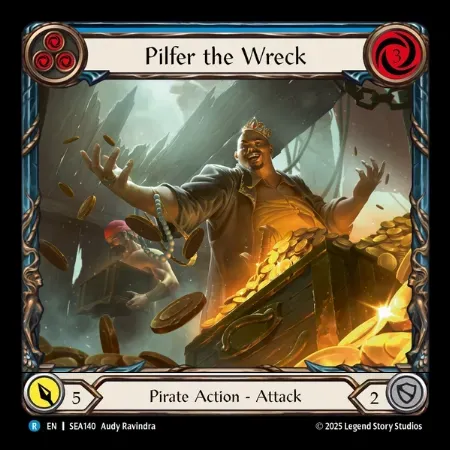 Pilfer the Wreck
3
5
Pirate Action - Attack
2
R EN | SEA140 Audy Ravindra
© 2025 Legend Story Studios